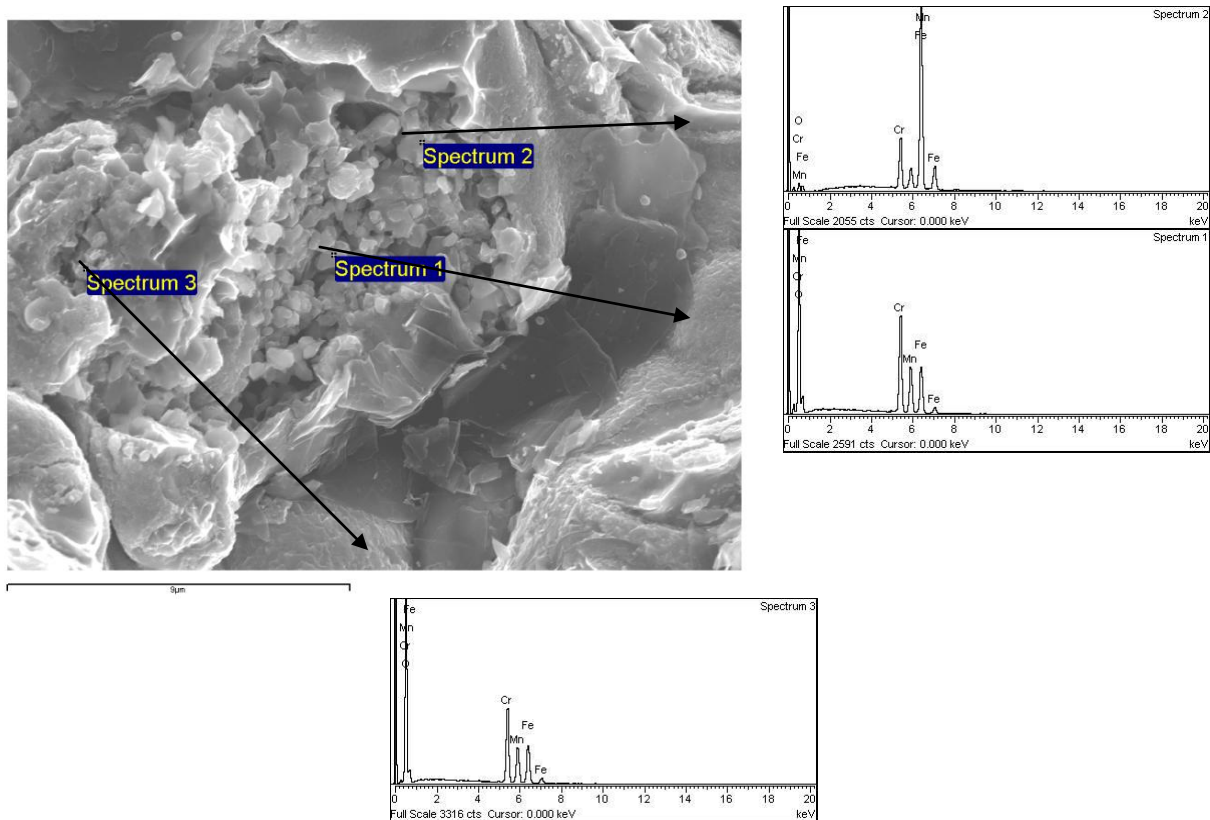 Spectrum 2
Spectrum 1
Spectrum 3
9µm
Spectrum 2
Mn
Fe
O
Cr
Cr
Fe
Fe
Mn
0 2 4 6 8 10 12 14 16 18 20
Full Scale 2055 cts Cursor: 0.000 keV
keV
Spectrum 1
Fe
Mn
Cr
O
Cr
Fe
Mn
Fe
0 2 4 6 8 10 12 14 16 18 20
Full Scale 2591 cts Cursor: 0.000 keV
keV
Spectrum 3
Fe
Mn
Cr
O
Cr
Fe
Mn
Fe
0 2 4 6 8 10 12 14 16 18 20
Full Scale 3316 cts Cursor: 0.000 keV
keV